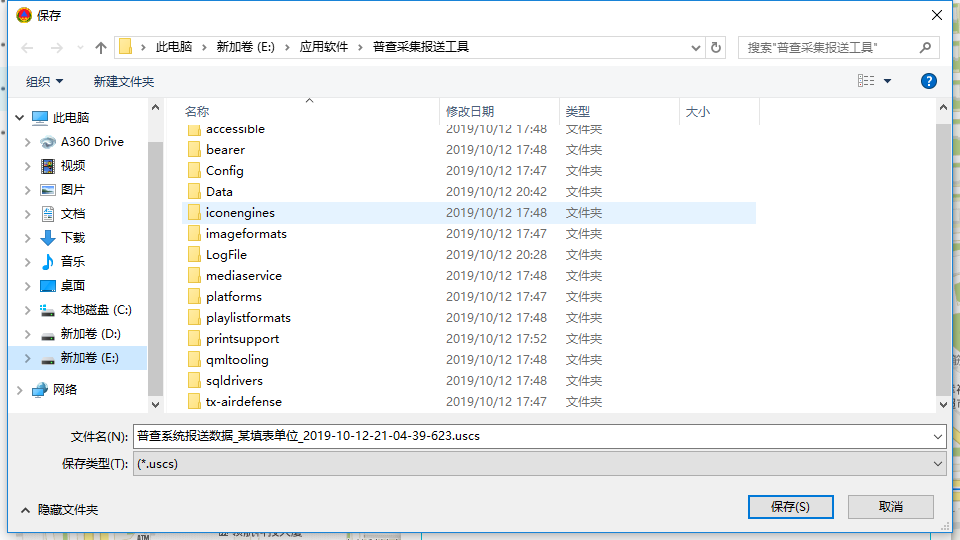 保存
此电脑 > 新加卷 (E:) > 应用软件 > 普查采集报送工具
搜索"普查采集报送工具"
组织 新建文件夹
名称 修改日期 类型 大小
此电脑
A360 Drive
视频
图片
文档
下载
音乐
桌面
本地磁盘 (C:)
新加卷 (D:)
新加卷 (E:)
网络
accessible 2019/10/12 17:48 文件夹
bearer 2019/10/12 17:48 文件夹
Config 2019/10/12 17:47 文件夹
Data 2019/10/12 20:42 文件夹
iconengines 2019/10/12 17:48 文件夹
imageformats 2019/10/12 17:47 文件夹
LogFile 2019/10/12 20:28 文件夹
mediaservice 2019/10/12 17:48 文件夹
platforms 2019/10/12 17:47 文件夹
playlistformats 2019/10/12 17:48 文件夹
printsupport 2019/10/12 17:52 文件夹
qmltooling 2019/10/12 17:48 文件夹
sqldrivers 2019/10/12 17:48 文件夹
tx-airdefense 2019/10/12 17:47 文件夹
文件名(N): 普查系统报送数据_某填表单位_2019-10-12-21-04-39-623.uscs
保存类型(T): (*.uscs)
隐藏文件夹
保存(S) 取消
ATM